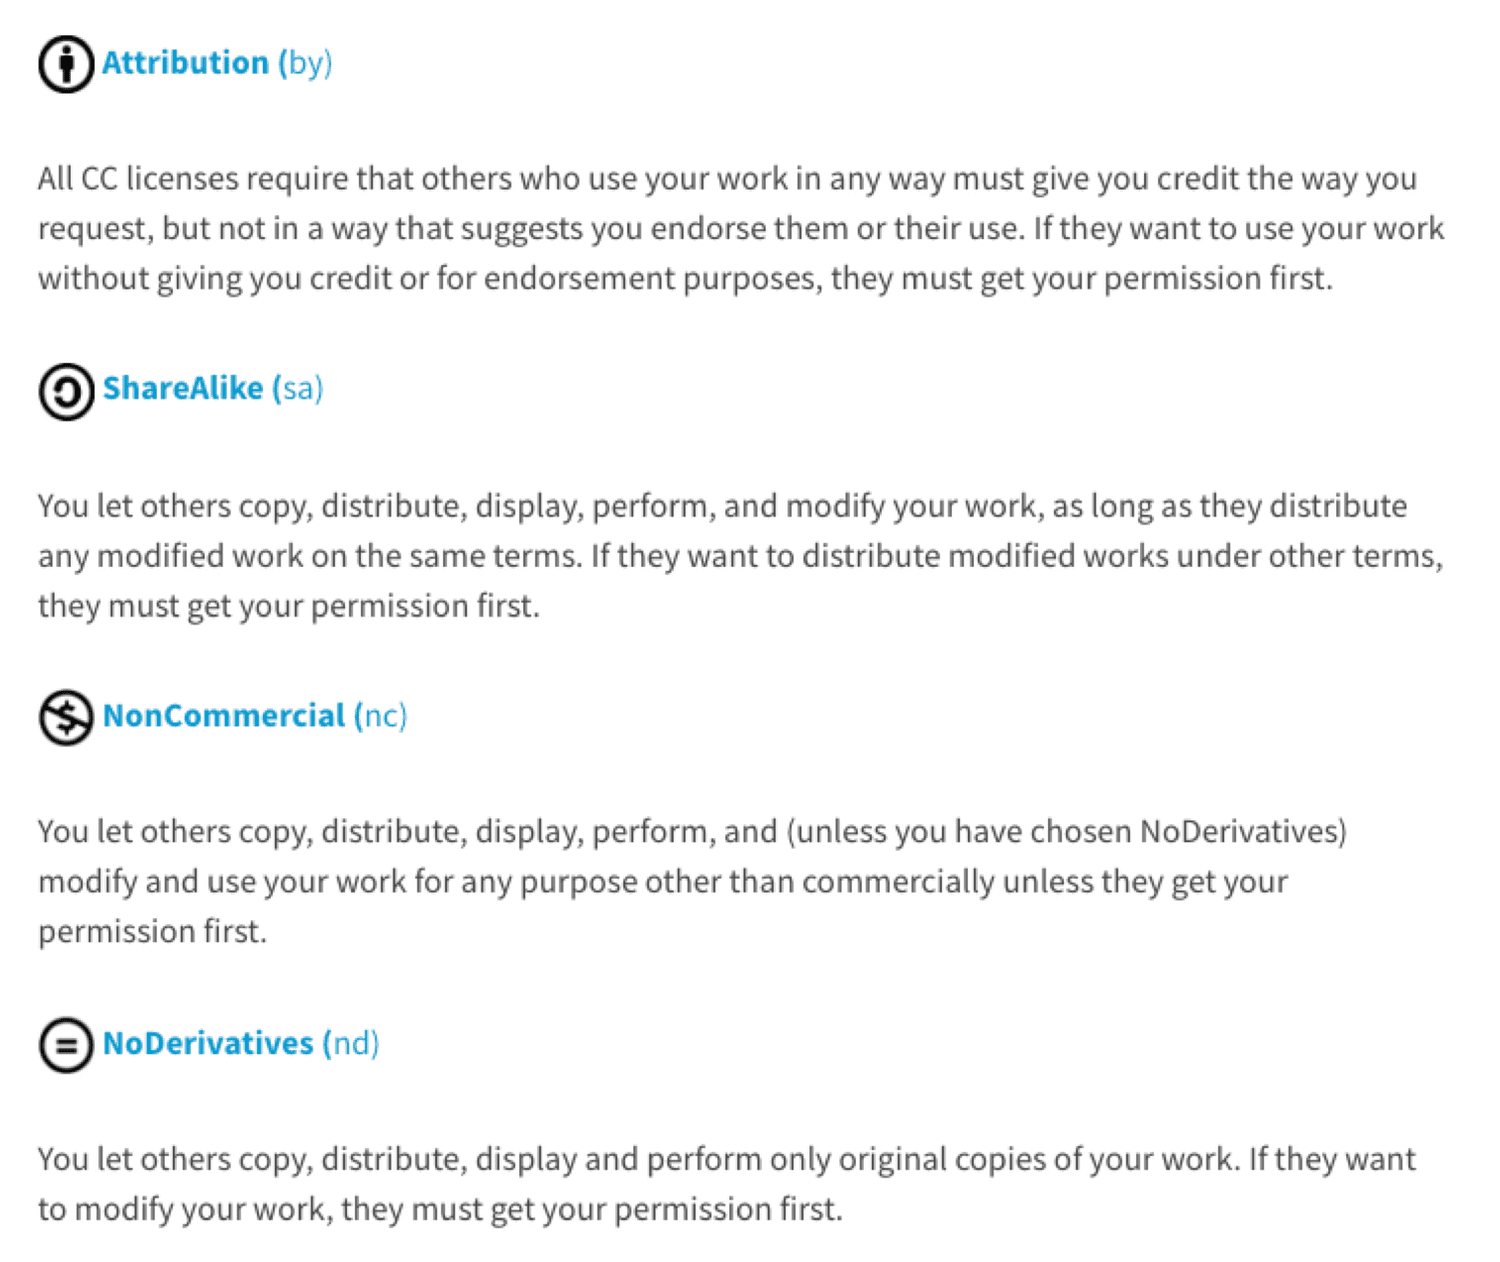 Attribution (by)
All CC licenses require that others who use your work in any way must give you credit the way you
request, but not in a way that suggests you endorse them or their use. If they want to use your work
without giving you credit or for endorsement purposes, they must get your permission first.
ShareAlike (sa)
You let others copy, distribute, display, perform, and modify your work, as long as they distribute
any modified work on the same terms. If they want to distribute modified works under other terms,
they must get your permission first.
NonCommercial (nc)
You let others copy, distribute, display, perform, and (unless you have chosen NoDerivatives)
modify and use your work for any purpose other than commercially unless they get your
permission first.
NoDerivatives (nd)
You let others copy, distribute, display and perform only original copies of your work. If they want
to modify your work, they must get your permission first.